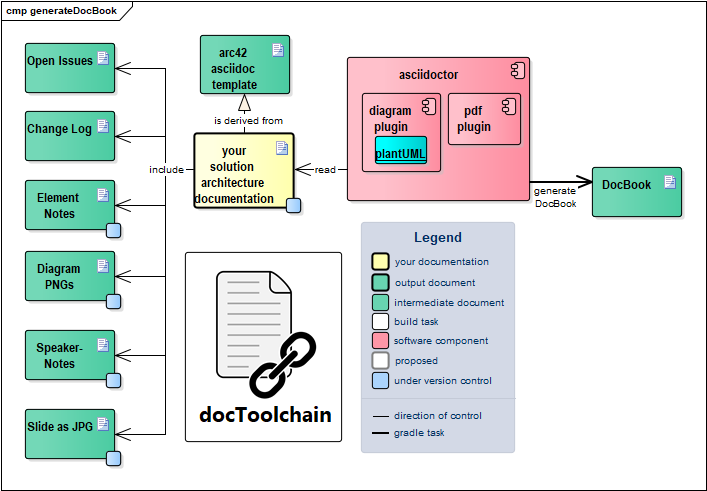 cmp generateDocBook
Open Issues
Change Log
Element
Notes
Diagram
PNGs
Speaker-
Notes
Slide as JPG
include
arc42
asciidoc
template
is derived from
your
solution
architecture
documentation
read
asciidoctor
diagram
plugin
plantUML
pdf
plugin
generate
DocBook
DocBook
docToolchain
Legend
your documentation
output document
intermediate document
build task
software component
proposed
under version control
direction of control
gradle task